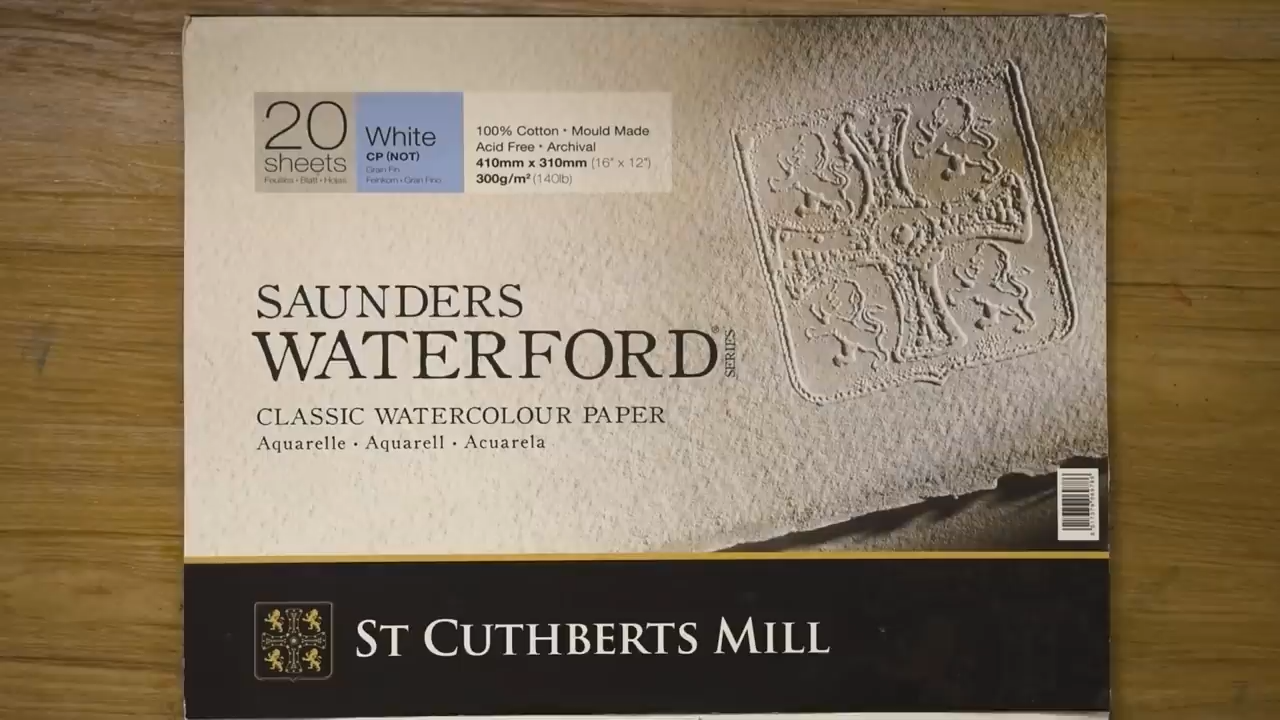 20
sheets
Feuilles • Blatt • Hojas
White
CP (NOT)
Grain Fin
Feinkorn • Grain Fino
100% Cotton • Mould Made
Acid Free • Archival
410mm x 310mm (16" x 12")
300g/m² (140lb)
SAUNDERS
WATERFORD®
SERIES
CLASSIC WATERCOLOUR PAPER
Aquarelle • Aquarell • Acuarela
ST CUTHBERTS MILL